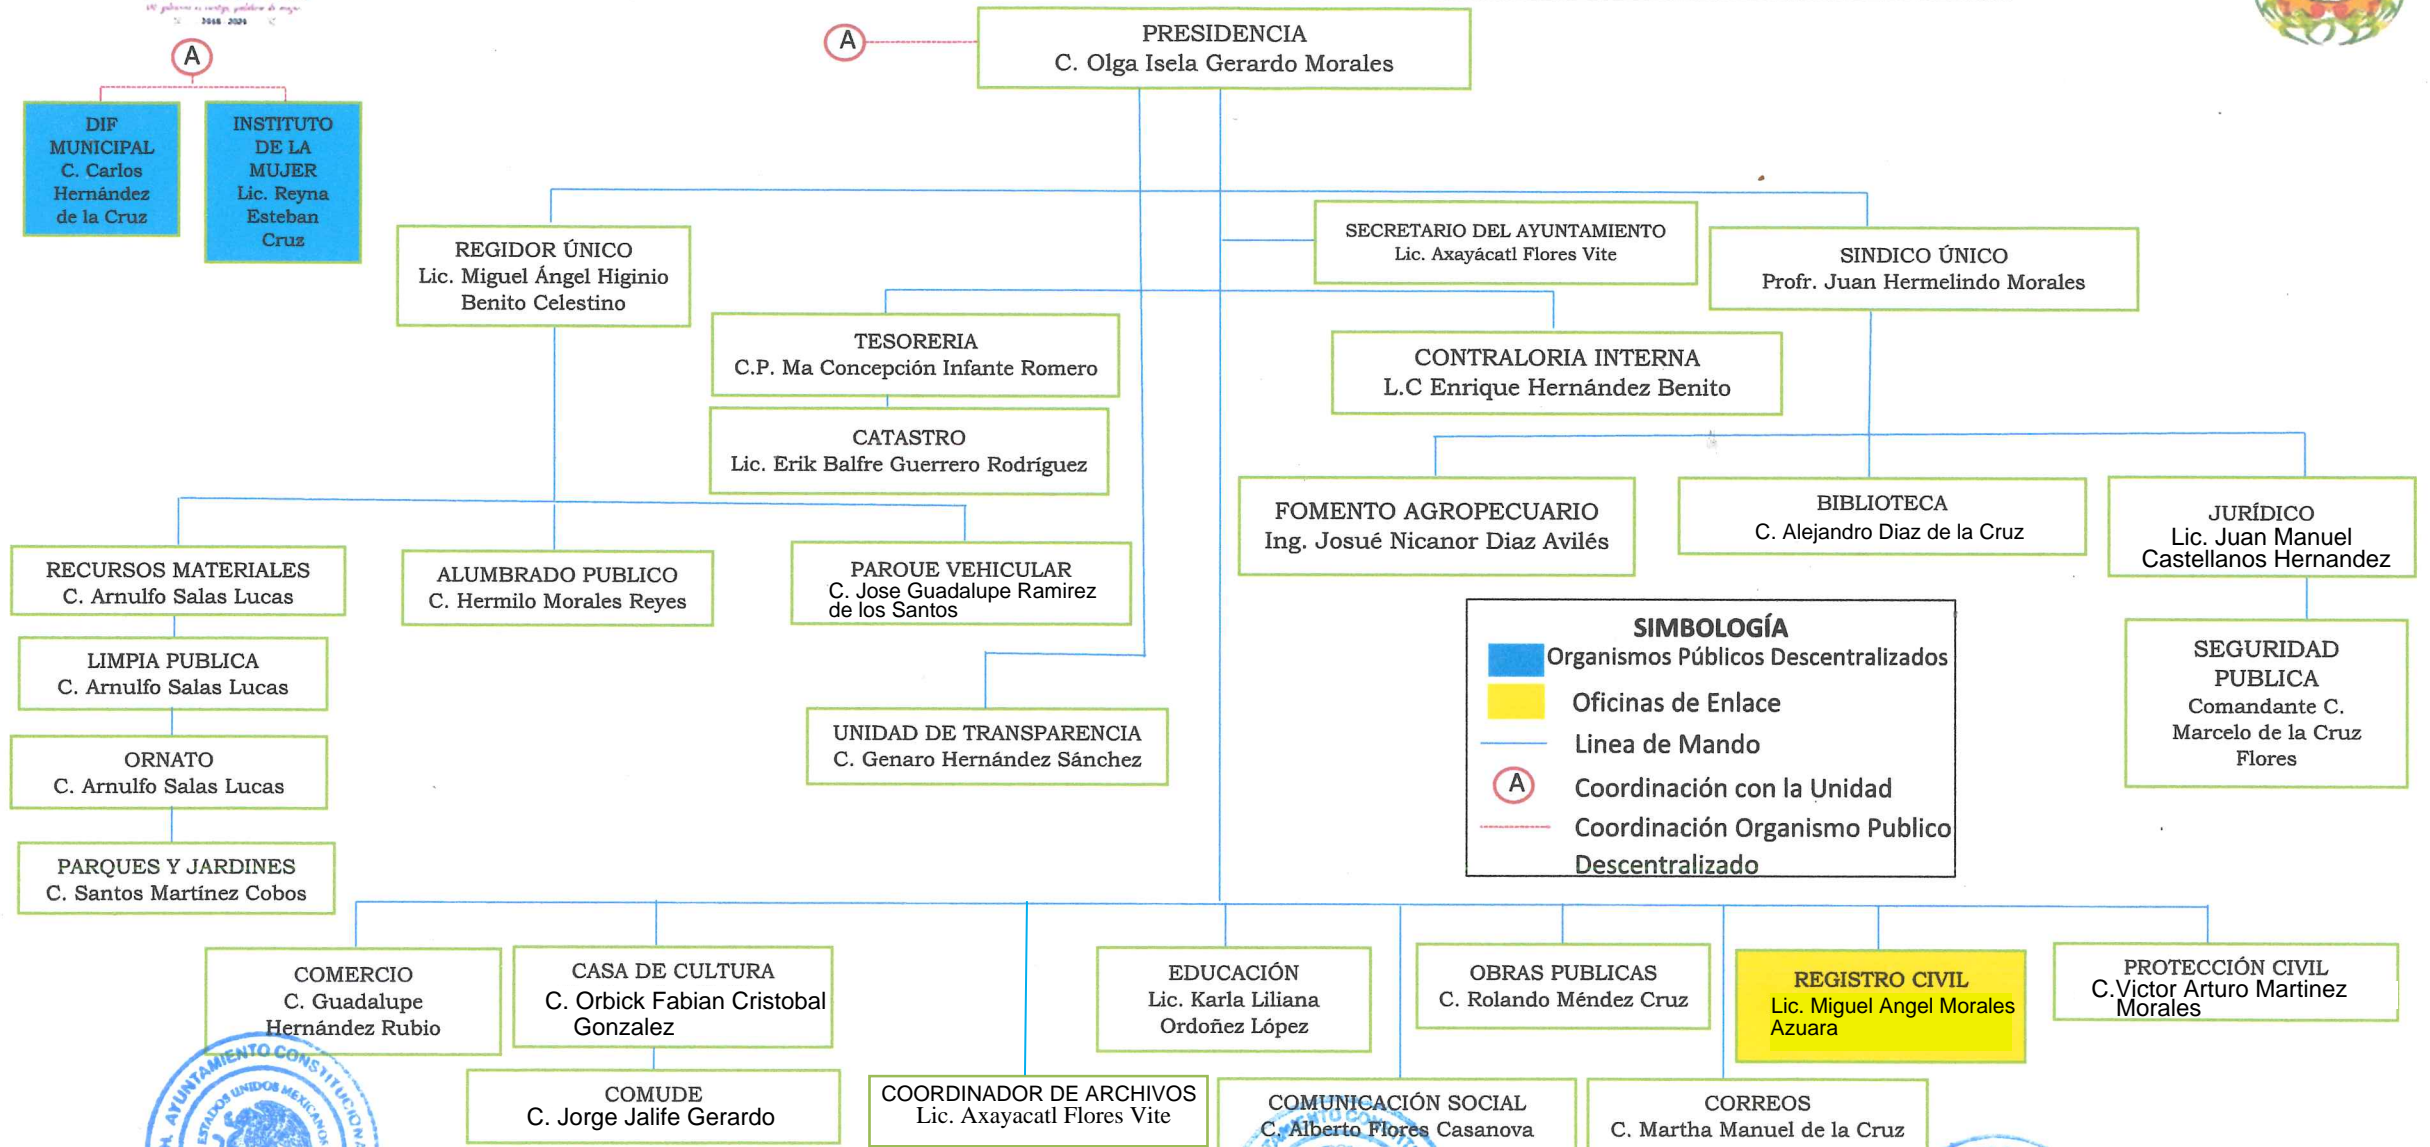 2018 2021
A
DIF
MUNICIPAL
C. Carlos
Hernández
de la Cruz
INSTITUTO
DE LA
MUJER
Lic. Reyna
Esteban
Cruz
A
PRESIDENCIA
C. Olga Isela Gerardo Morales
REGIDOR ÚNICO
Lic. Miguel Ángel Higinio
Benito Celestino
SECRETARIO DEL AYUNTAMIENTO
Lic. Axayácatl Flores Vite
SINDICO ÚNICO
Profr. Juan Hermelindo Morales
TESORERIA
C.P. Ma Concepción Infante Romero
CONTRALORIA INTERNA
L.C Enrique Hernández Benito
CATASTRO
Lic. Erik Balfre Guerrero Rodríguez
FOMENTO AGROPECUARIO
Ing. Josué Nicanor Diaz Avilés
BIBLIOTECA
C. Alejandro Diaz de la Cruz
JURÍDICO
Lic. Juan Manuel
Castellanos Hernandez
RECURSOS MATERIALES
C. Arnulfo Salas Lucas
ALUMBRADO PUBLICO
C. Hermilo Morales Reyes
PARQUE VEHICULAR
C. Jose Guadalupe Ramirez
de los Santos
LIMPIA PUBLICA
C. Arnulfo Salas Lucas
ORNATO
C. Arnulfo Salas Lucas
PARQUES Y JARDINES
C. Santos Martínez Cobos
UNIDAD DE TRANSPARENCIA
C. Genaro Hernández Sánchez
SIMBOLOGÍA
Organismos Públicos Descentralizados
Oficinas de Enlace
Linea de Mando
A Coordinación con la Unidad
Coordinación Organismo Publico
Descentralizado
SEGURIDAD
PUBLICA
Comandante C.
Marcelo de la Cruz
Flores
COMERCIO
C. Guadalupe
Hernández Rubio
CASA DE CULTURA
C. Orbick Fabian Cristobal
Gonzalez
EDUCACIÓN
Lic. Karla Liliana
Ordoñez López
OBRAS PUBLICAS
C. Rolando Méndez Cruz
REGISTRO CIVIL
Lic. Miguel Angel Morales
Azuara
PROTECCIÓN CIVIL
C.Victor Arturo Martinez
Morales
COMUDE
C. Jorge Jalife Gerardo
COORDINADOR DE ARCHIVOS
Lic. Axayacatl Flores Vite
COMUNICACIÓN SOCIAL
C. Alberto Flores Casanova
CORREOS
C. Martha Manuel de la Cruz
H. AYUNTAMIENTO CONSTITUCIONAL
ESTADOS UNIDOS MEXICANOS